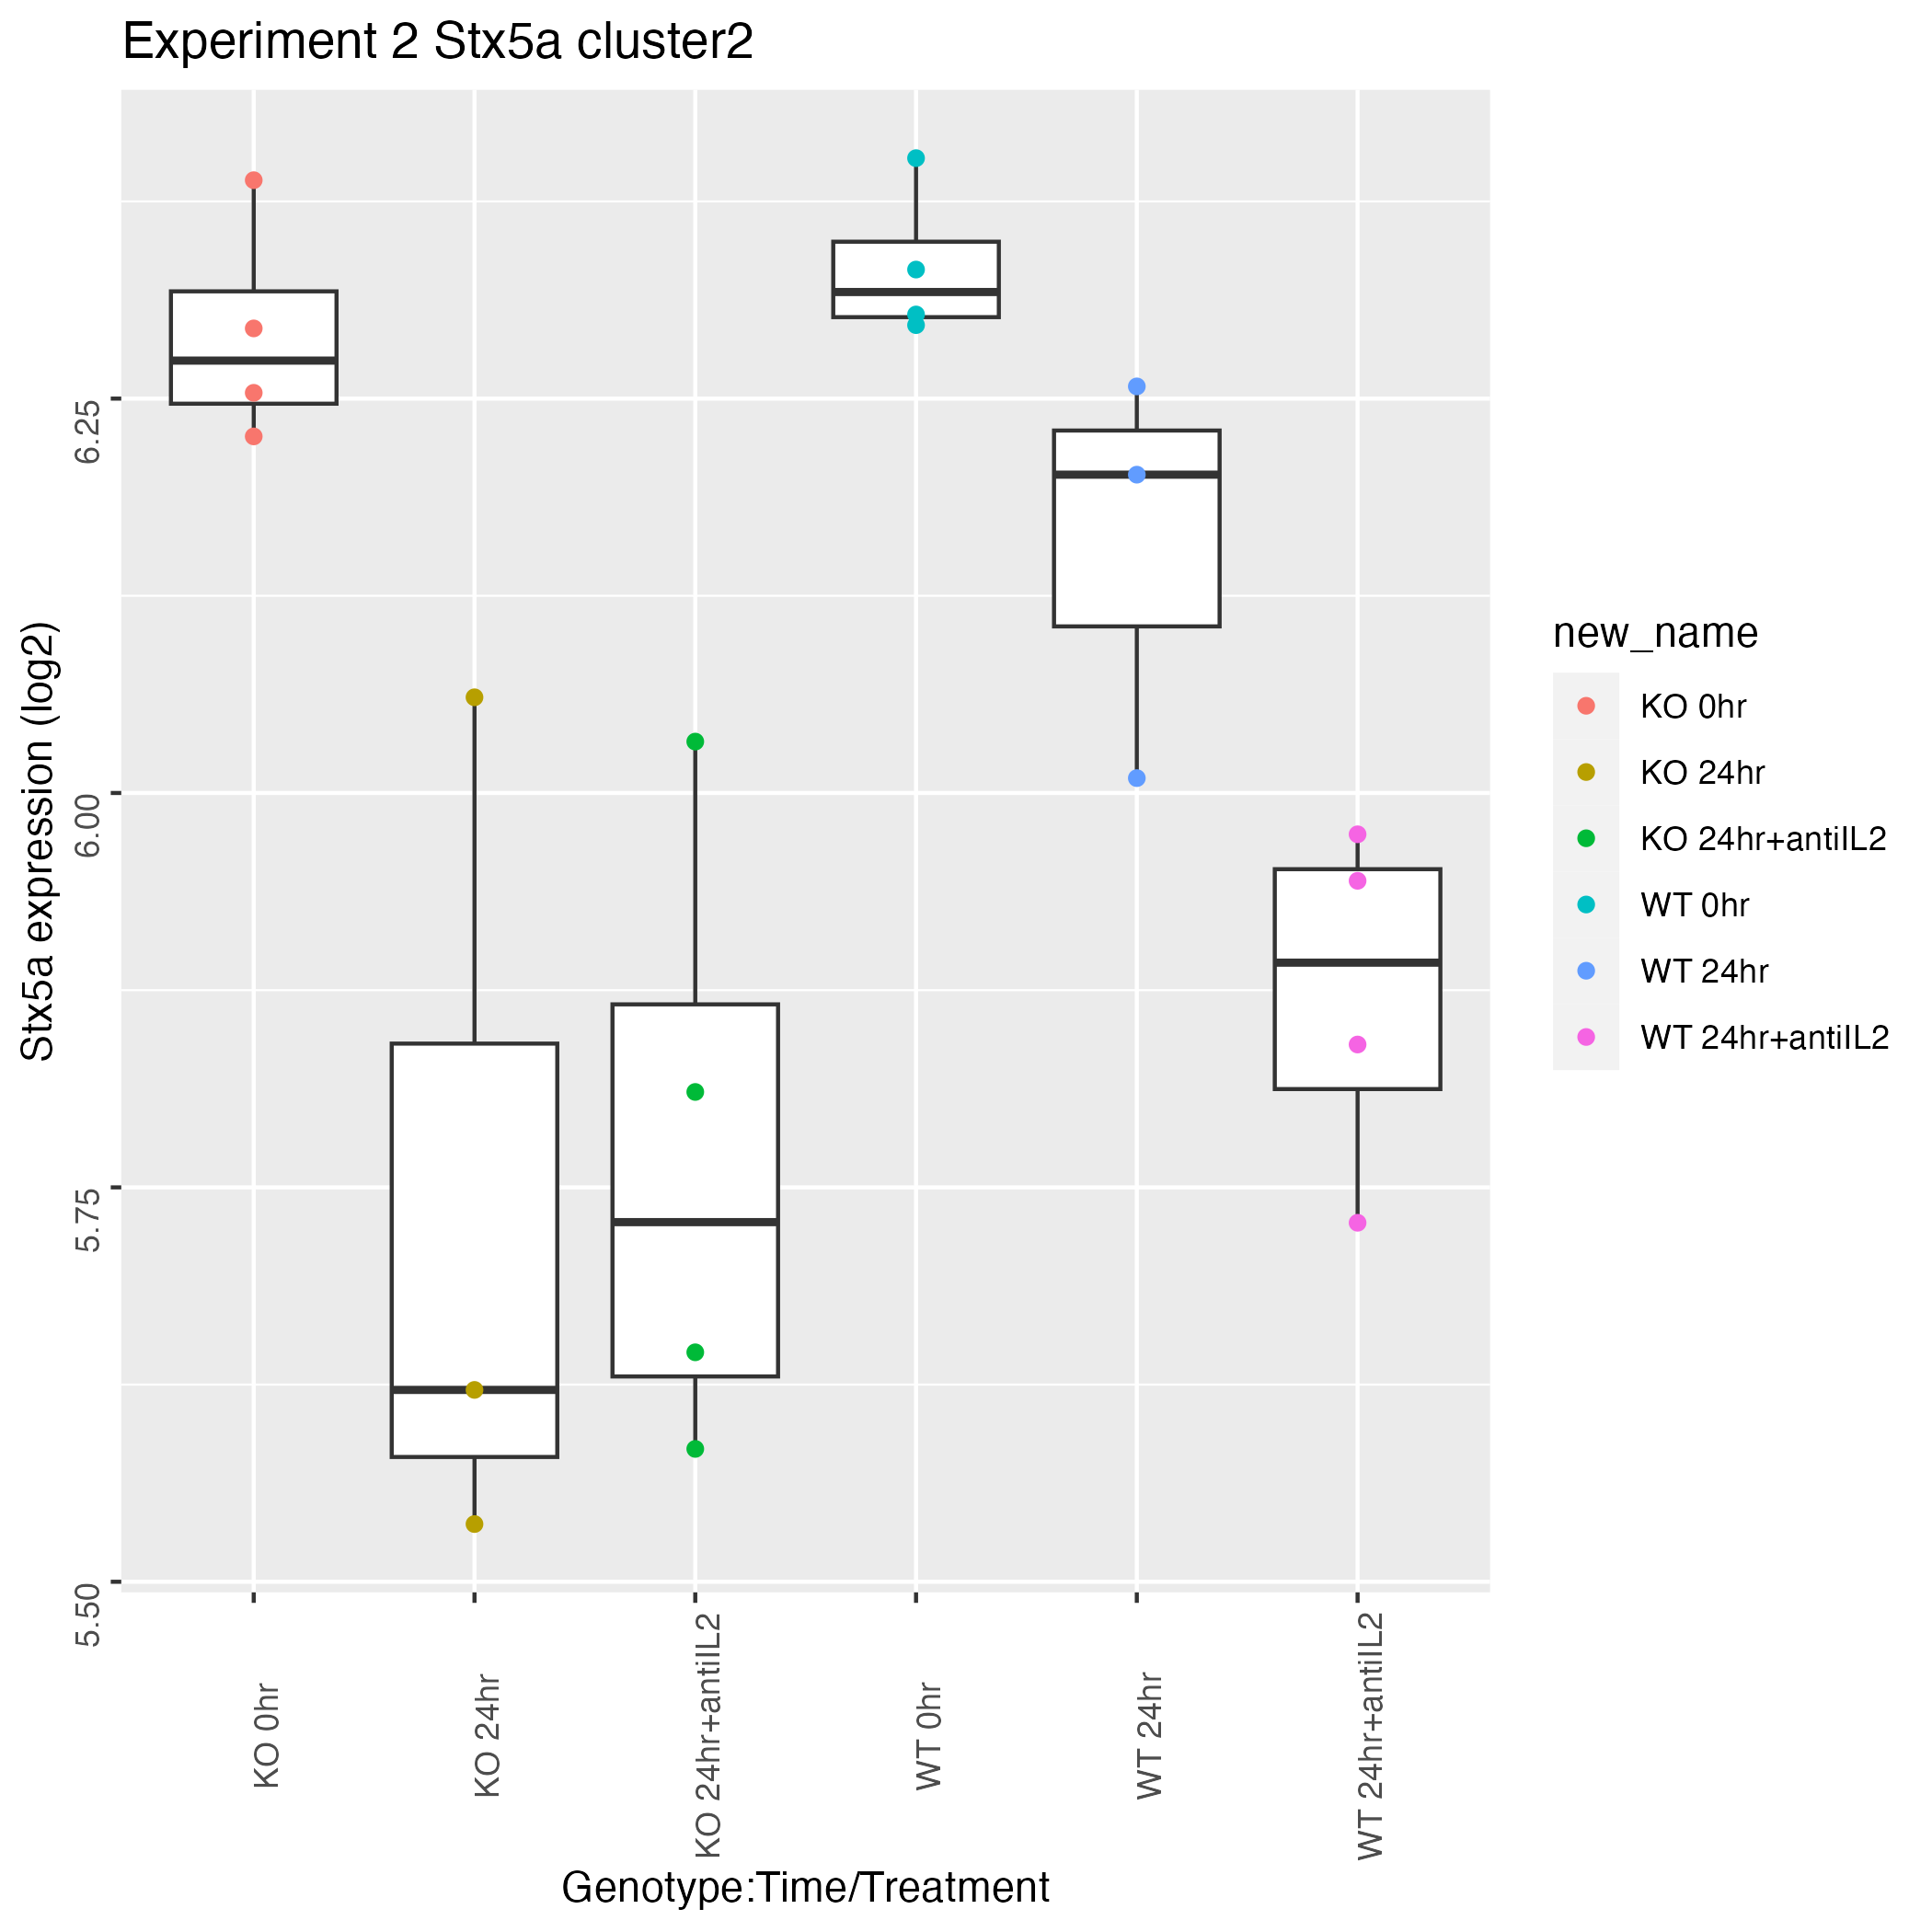 Experiment 2 Stx5a cluster2
Stx5a expression (log2)
6.25
6.00
5.75
5.50
KO 0hr
KO 24hr
KO 24hr+antiIL2
WT 0hr
WT 24hr
WT 24hr+antiIL2
Genotype:Time/Treatment
new_name
KO 0hr
KO 24hr
KO 24hr+antiIL2
WT 0hr
WT 24hr
WT 24hr+antiIL2